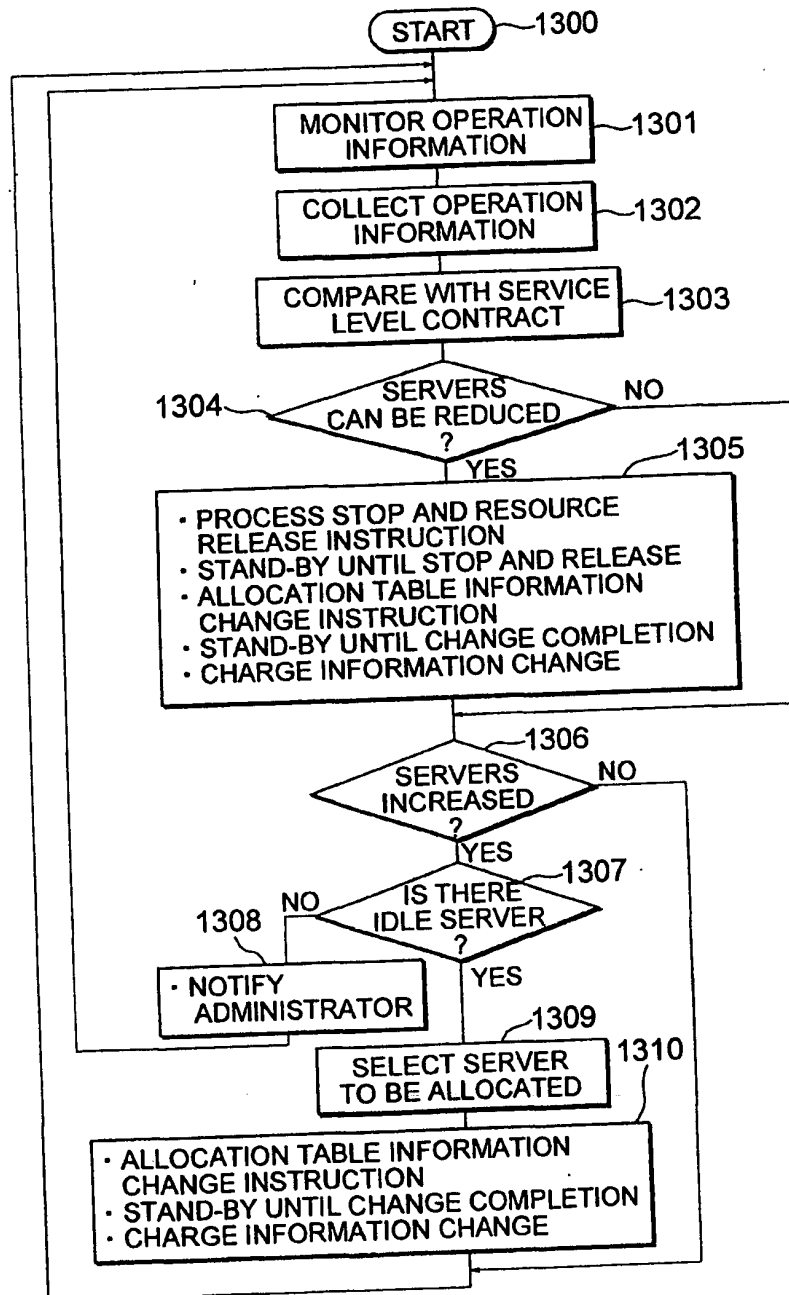 START
1300
MONITOR OPERATION
INFORMATION
1301
COLLECT OPERATION
INFORMATION
1302
COMPARE WITH SERVICE
LEVEL CONTRACT
1303
1304
SERVERS
CAN BE REDUCED
?
NO
YES
1305
· PROCESS STOP AND RESOURCE
RELEASE INSTRUCTION
· STAND-BY UNTIL STOP AND RELEASE
· ALLOCATION TABLE INFORMATION
CHANGE INSTRUCTION
· STAND-BY UNTIL CHANGE COMPLETION
· CHARGE INFORMATION CHANGE
1306
SERVERS
INCREASED
?
NO
YES
1307
IS THERE
IDLE SERVER
?
NO
YES
1308
· NOTIFY
ADMINISTRATOR
1309
SELECT SERVER
TO BE ALLOCATED
1310
· ALLOCATION TABLE INFORMATION
CHANGE INSTRUCTION
· STAND-BY UNTIL CHANGE COMPLETION
· CHARGE INFORMATION CHANGE